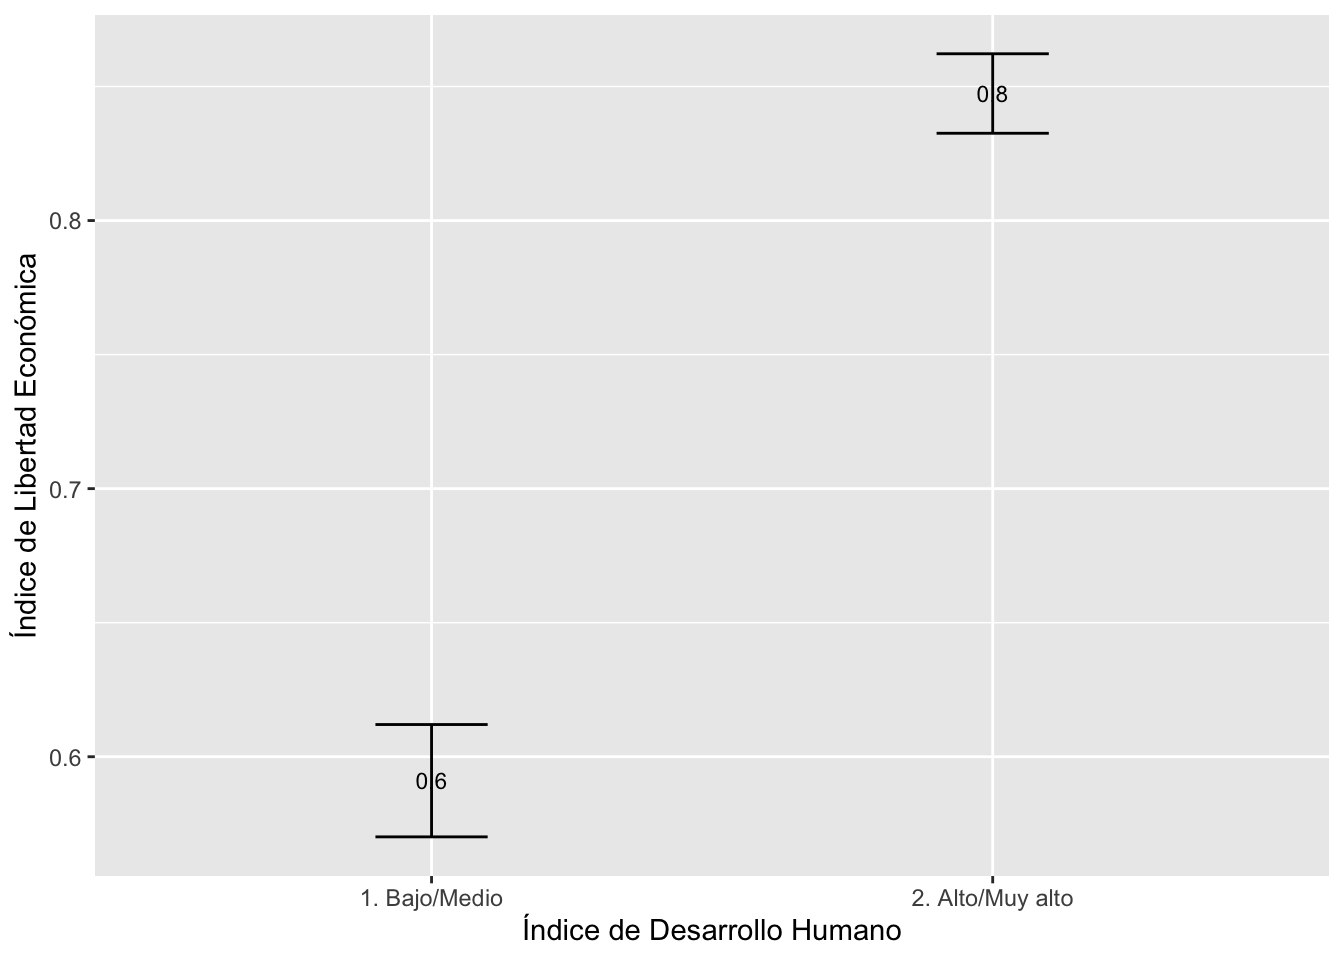 Índice de Libertad Económica
0.8
0.7
0.6
0.8
0.6
1. Bajo/Medio
2. Alto/Muy alto
Índice de Desarrollo Humano